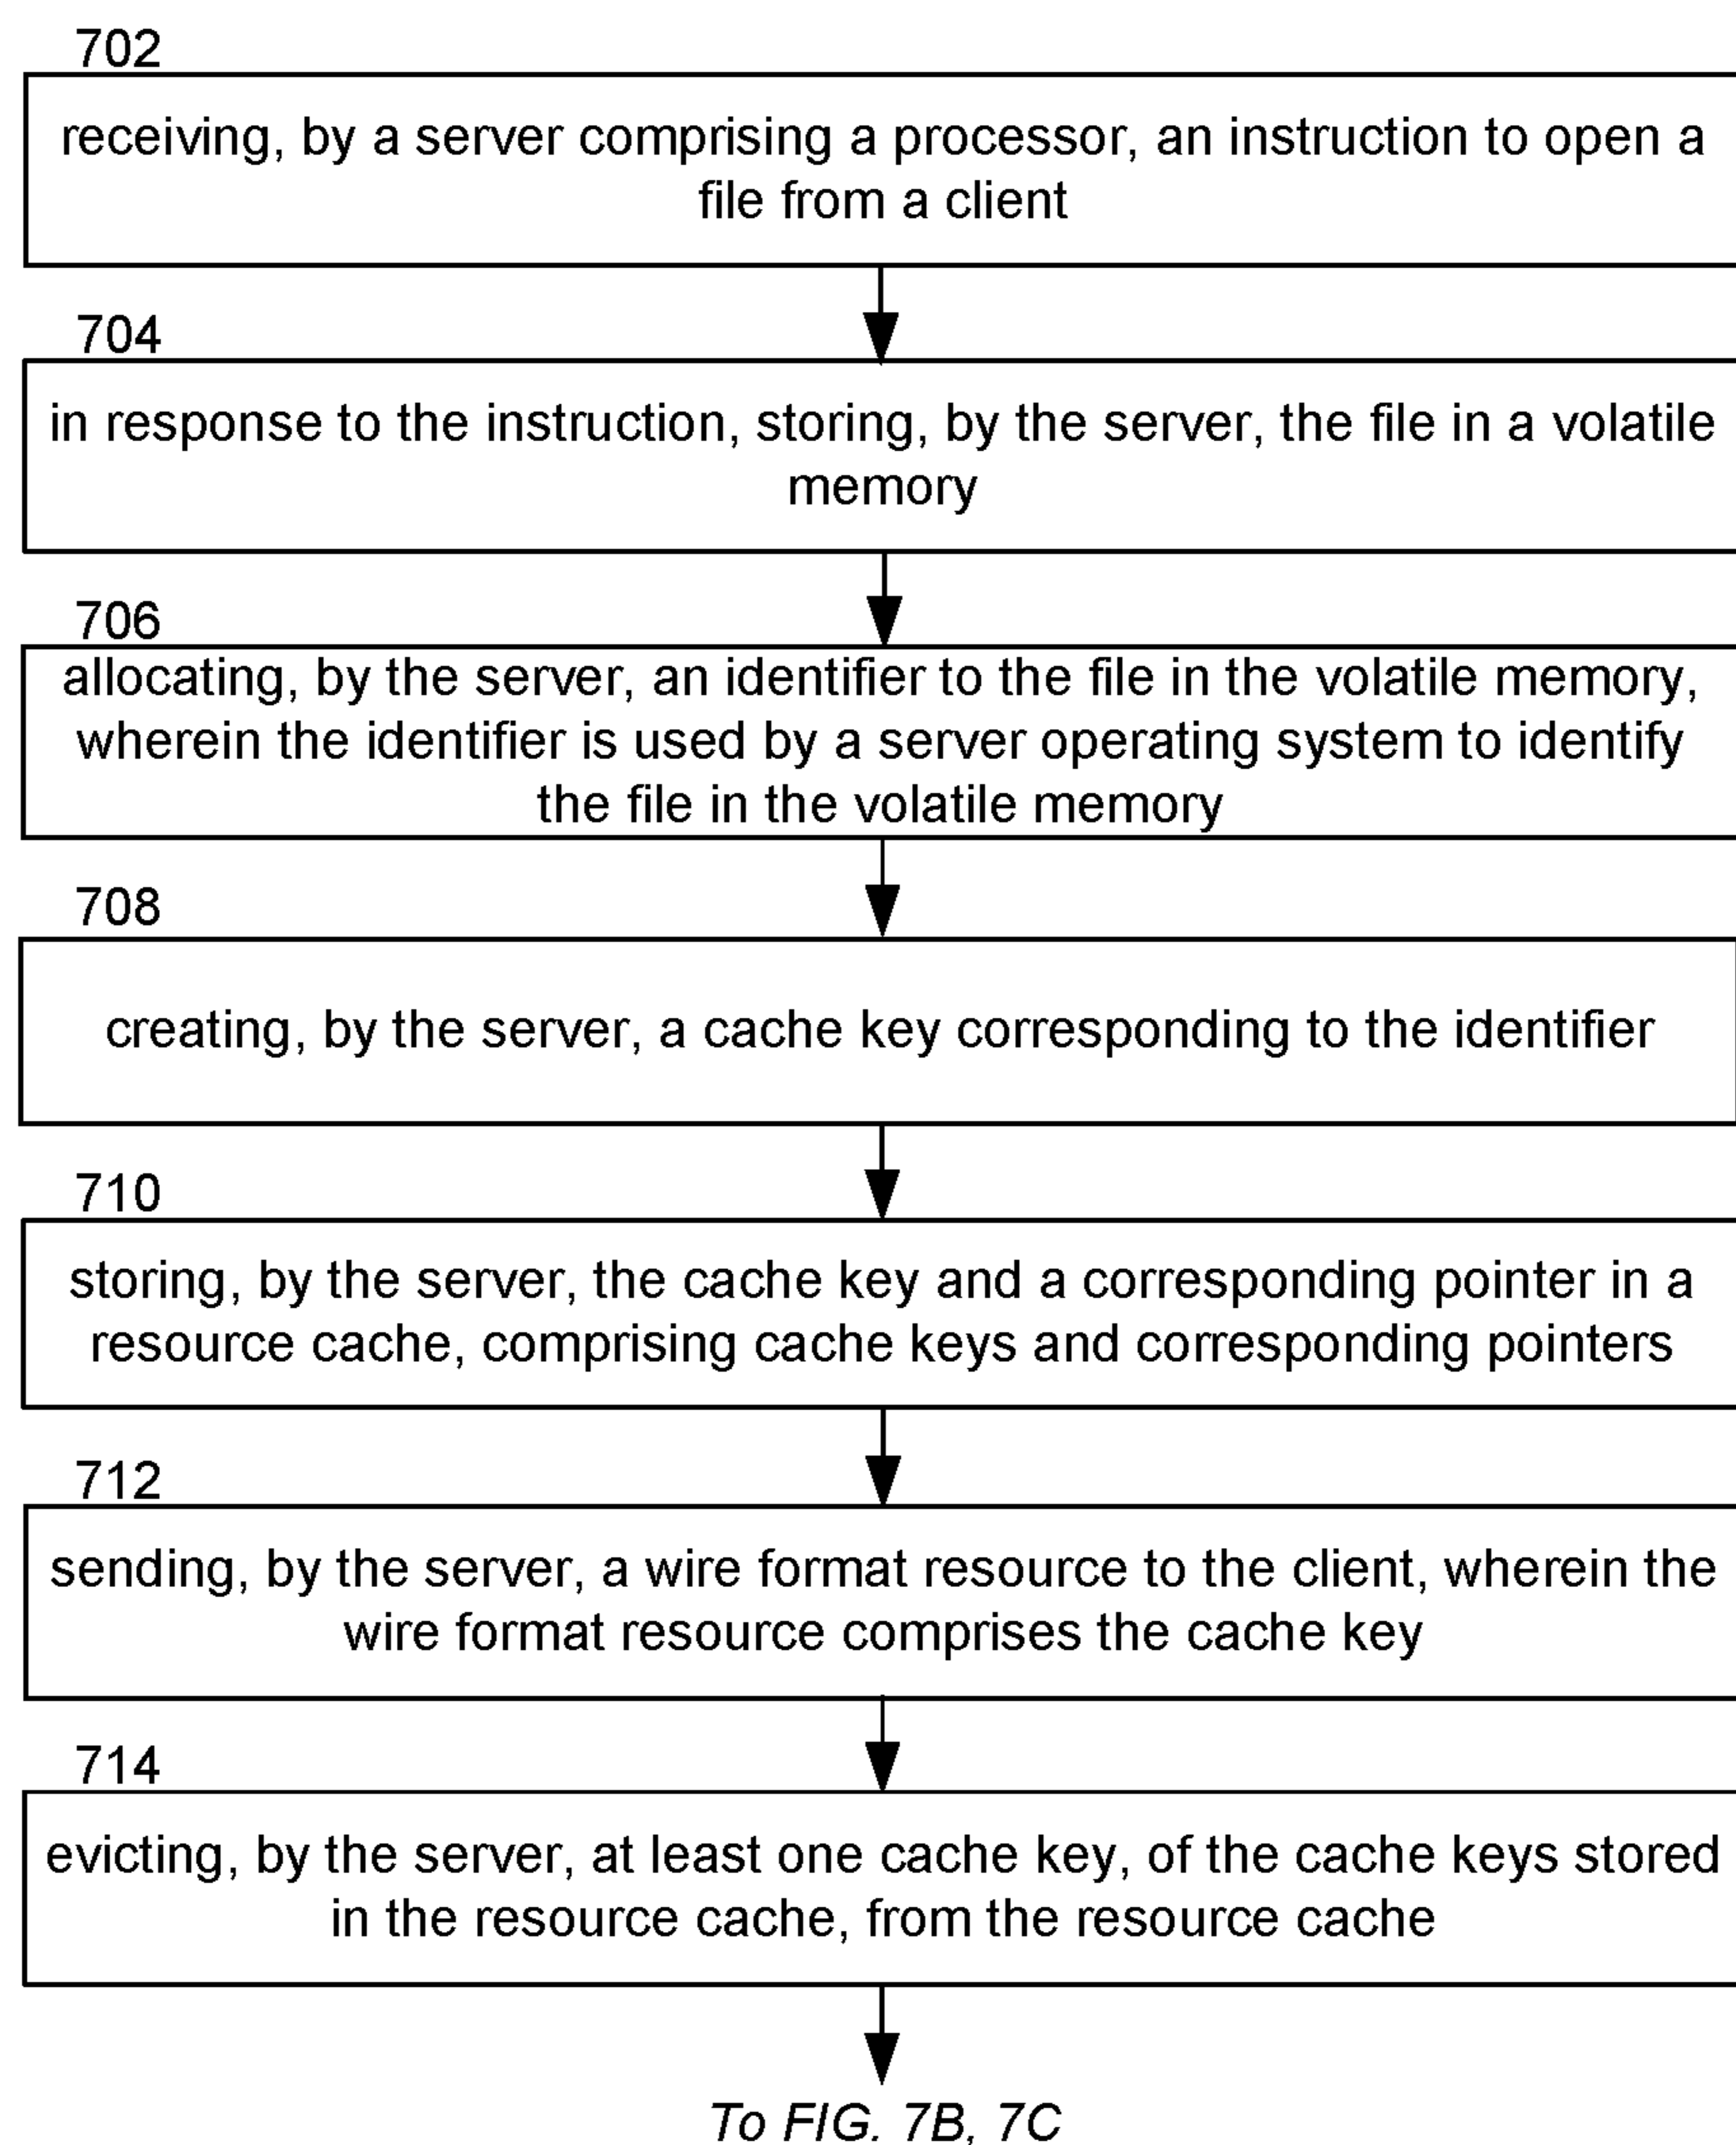 702
receiving, by a server comprising a processor, an instruction to open a
file from a client
704
in response to the instruction, storing, by the server, the file in a volatile
memory
706
allocating, by the server, an identifier to the file in the volatile memory,
wherein the identifier is used by a server operating system to identify
the file in the volatile memory
708
creating, by the server, a cache key corresponding to the identifier
710
storing, by the server, the cache key and a corresponding pointer in a
resource cache, comprising cache keys and corresponding pointers
712
sending, by the server, a wire format resource to the client, wherein the
wire format resource comprises the cache key
714
evicting, by the server, at least one cache key, of the cache keys stored
in the resource cache, from the resource cache
To FIG. 7B, 7C